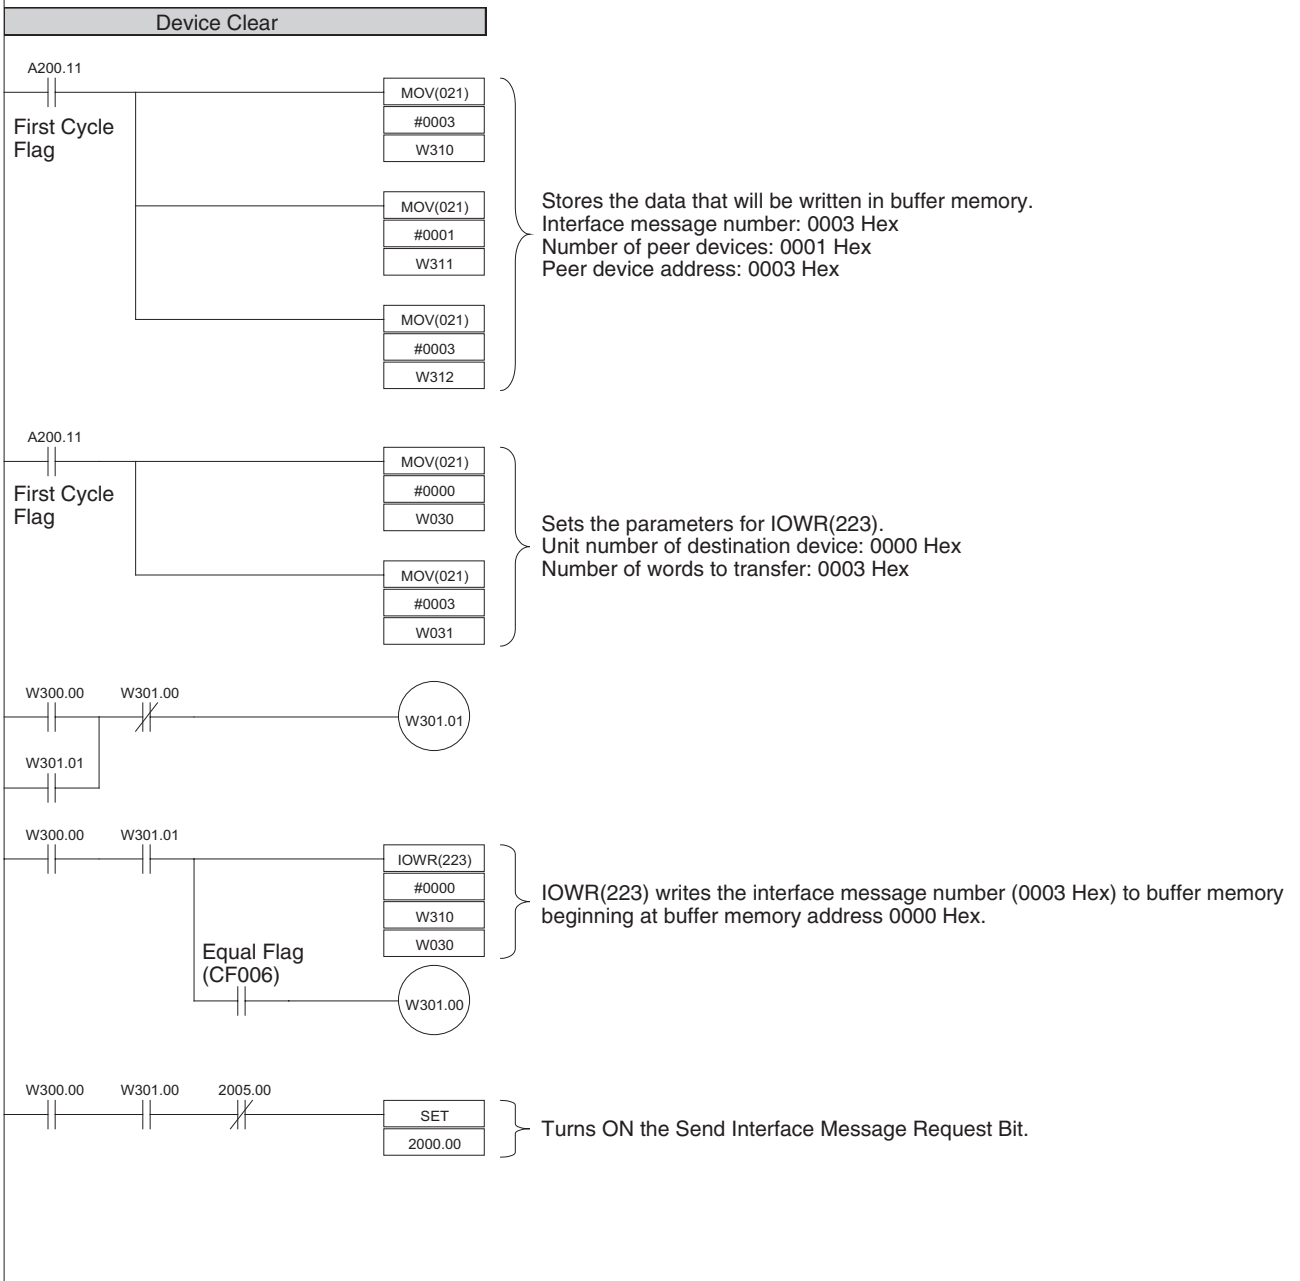 Device Clear
A200.11
First Cycle
Flag
MOV(021)
#0003
W310
MOV(021)
#0001
W311
MOV(021)
#0003
W312
Stores the data that will be written in buffer memory.
Interface message number: 0003 Hex
Number of peer devices: 0001 Hex
Peer device address: 0003 Hex
A200.11
First Cycle
Flag
MOV(021)
#0000
W030
MOV(021)
#0003
W031
Sets the parameters for IOWR(223).
Unit number of destination device: 0000 Hex
Number of words to transfer: 0003 Hex
W300.00 W301.00
W301.01
W301.01
W300.00 W301.01
IOWR(223)
#0000
W310
W030
IOWR(223) writes the interface message number (0003 Hex) to buffer memory
beginning at buffer memory address 0000 Hex.
Equal Flag
(CF006)
W301.00
W300.00 W301.00 2005.00
SET
2000.00
Turns ON the Send Interface Message Request Bit.